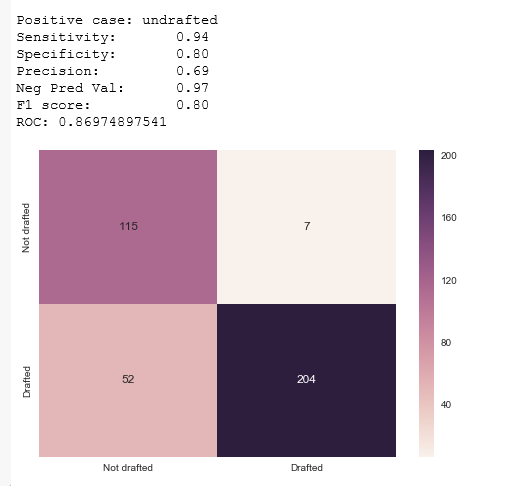 Positive case: undrafted
Sensitivity: 0.94
Specificity: 0.80
Precision: 0.69
Neg Pred Val: 0.97
F1 score: 0.80
ROC: 0.86974897541
200
Not drafted
115
7
160
120
80
Drafted
52
204
40
Not drafted
Drafted